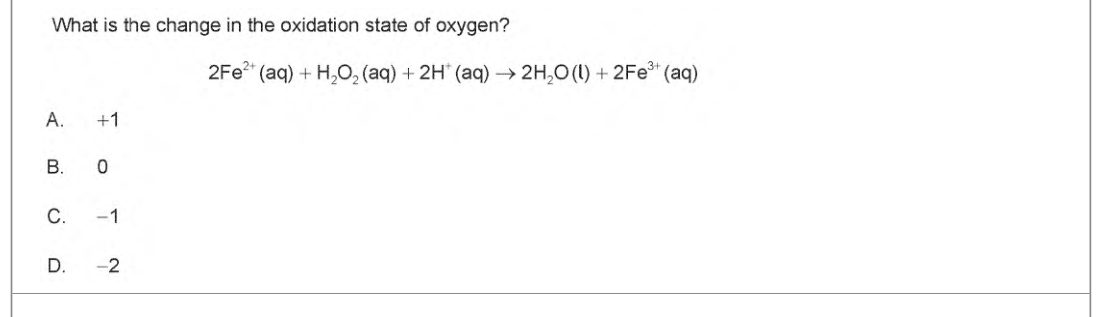 What is the change in the oxidation state of oxygen?
2Fe²⁺ (aq) + H₂O₂ (aq) + 2H⁺ (aq) → 2H₂O (l) + 2Fe³⁺ (aq)
A. +1
B. 0
C. −1
D. −2